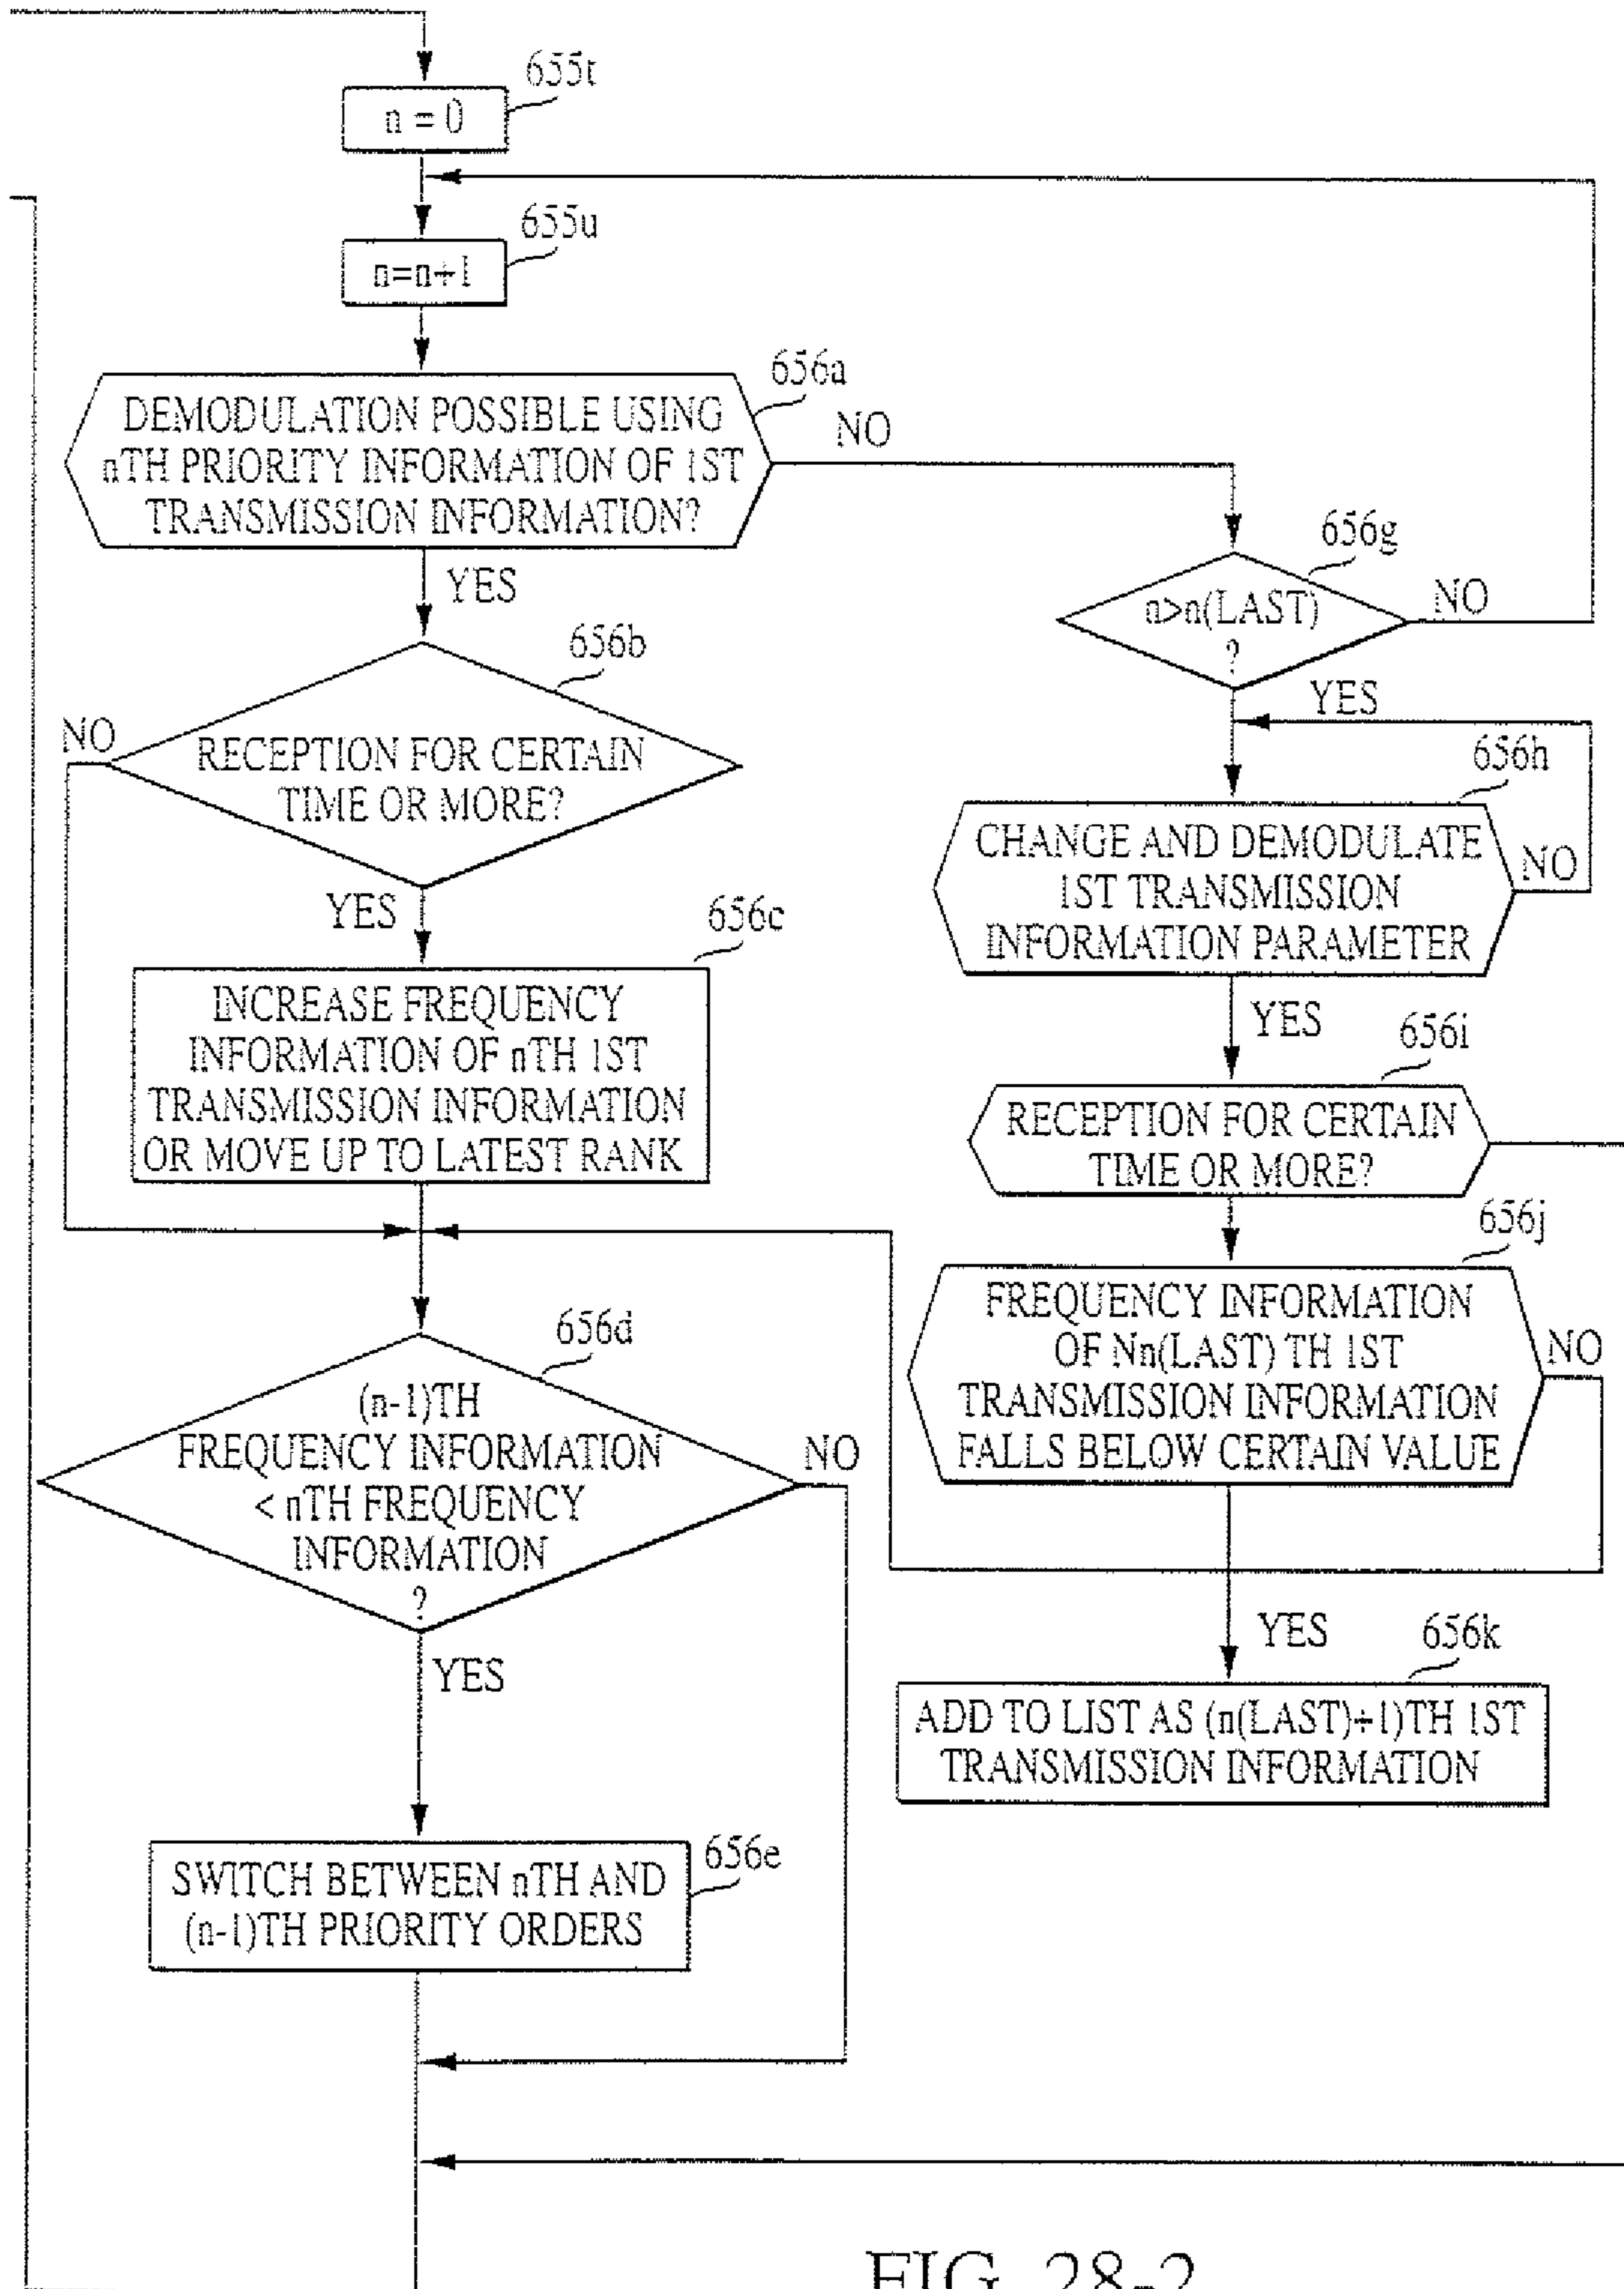 655t
n = 0
655u
n=n+1
656a
DEMODULATION POSSIBLE USING
nTH PRIORITY INFORMATION OF 1ST
TRANSMISSION INFORMATION?
NO
YES
656g
n>n(LAST)
?
NO
YES
656b
NO
RECEPTION FOR CERTAIN
TIME OR MORE?
YES
656h
CHANGE AND DEMODULATE
1ST TRANSMISSION
INFORMATION PARAMETER
NO
YES
656c
INCREASE FREQUENCY
INFORMATION OF nTH 1ST
TRANSMISSION INFORMATION
OR MOVE UP TO LATEST RANK
656i
RECEPTION FOR CERTAIN
TIME OR MORE?
656j
FREQUENCY INFORMATION
OF Nn(LAST) TH 1ST
TRANSMISSION INFORMATION
FALLS BELOW CERTAIN VALUE
NO
YES
656d
(n-1)TH
FREQUENCY INFORMATION
< nTH FREQUENCY
INFORMATION
?
NO
YES
656k
ADD TO LIST AS (n(LAST)+1)TH 1ST
TRANSMISSION INFORMATION
656e
SWITCH BETWEEN nTH AND
(n-1)TH PRIORITY ORDERS
FIG. 28-2